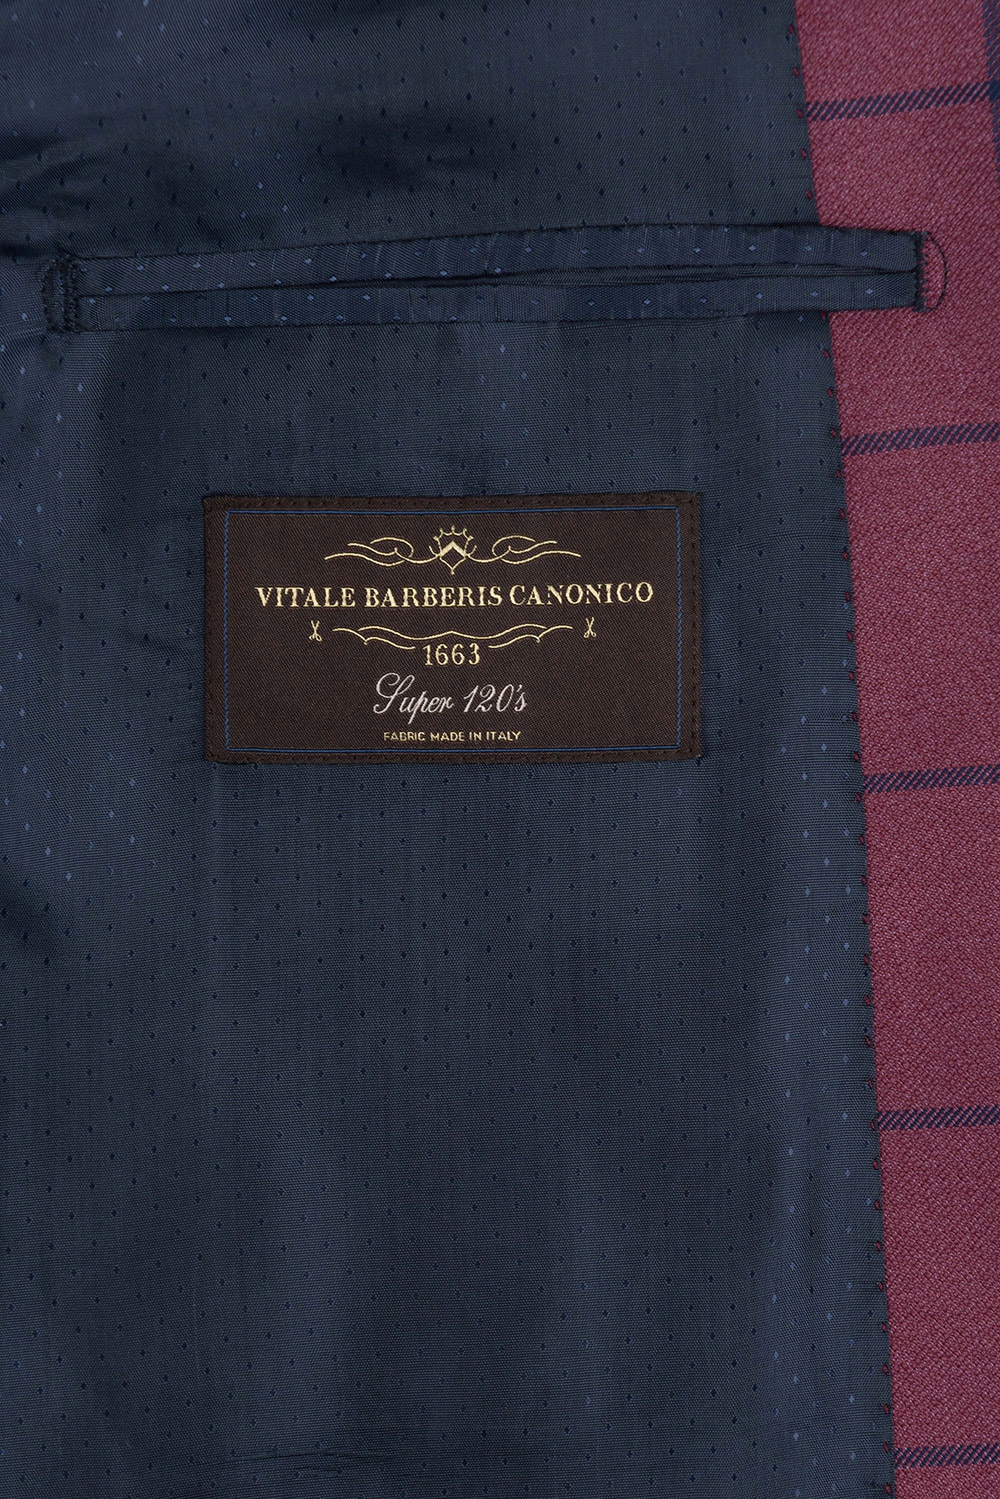 VITALE BARBERIS CANONICO
1663
Super 120's
FABRIC MADE IN ITALY